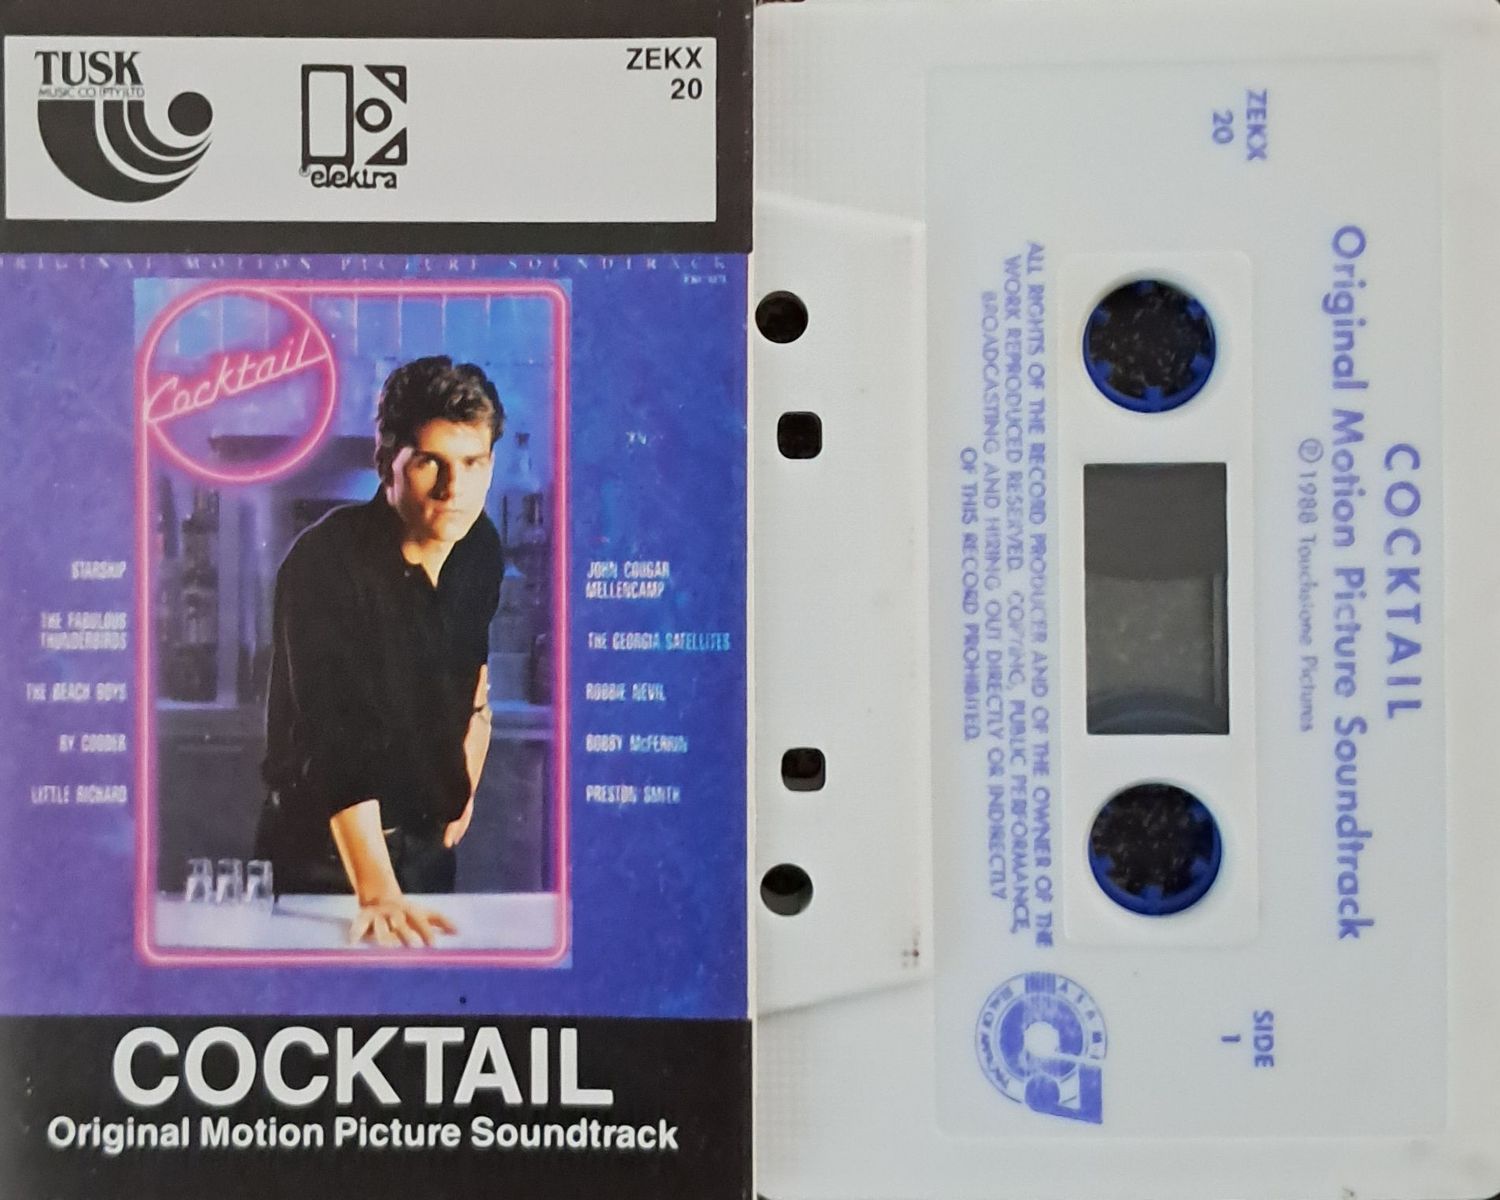 TUSK
MUSIC CO (PTY) LTD
elektra
ZEKX
20
ORIGINAL MOTION PICTURE SOUNDTRACK
Cocktail
STARSHIP
THE FABULOUS
THUNDERBIRDS
THE BEACH BOYS
RY COODER
LITTLE RICHARD
JOHN COUGAR
MELLENCAMP
THE GEORGIA SATELLITES
ROBBIE NEVIL
BOBBY McFERRIN
PRESTON SMITH
COCKTAIL
Original Motion Picture Soundtrack
COCKTAIL
Original Motion Picture Soundtrack
℗ 1988 Touchstone Pictures
ZEKX
20
SIDE
1
ALL RIGHTS OF THE RECORD PRODUCER AND OF THE OWNER OF THE
WORK REPRODUCED RESERVED. COPYING, PUBLIC PERFORMANCE,
BROADCASTING AND HIRING OUT DIRECTLY OR INDIRECTLY
OF THIS RECORD PROHIBITED.